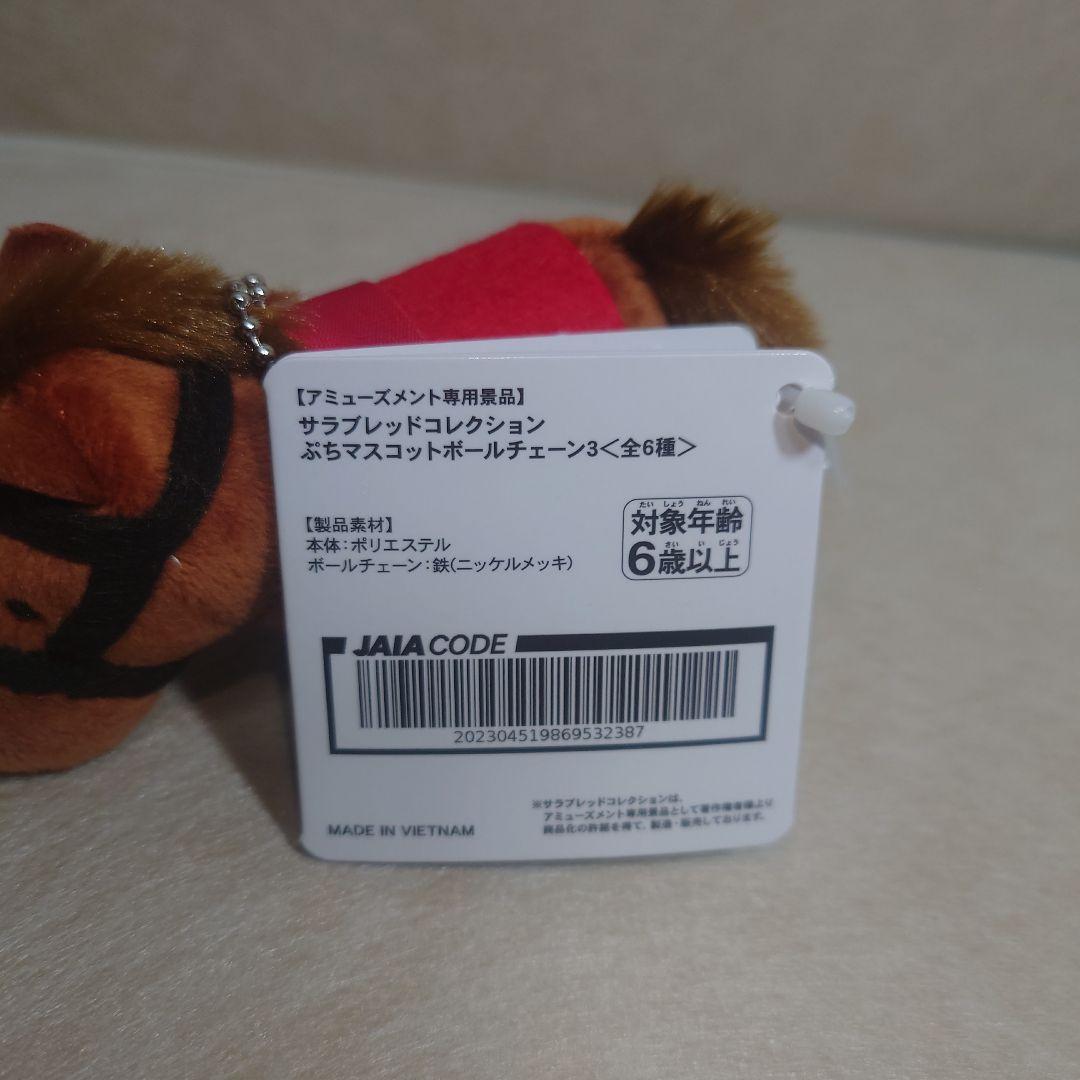 【アミューズメント専用景品】
サラブレッドコレクション
ぷちマスコットボールチェーン3＜全6種＞
【製品素材】
本体：ポリエステル
ボールチェーン：鉄(ニッケルメッキ)
たい しょう ねん れい
対象年齢
さい い じょう
6歳以上
JAIA CODE
202304519869532387
※サラブレッドコレクションは、
アミューズメント専用景品として著作権者様より
商品化の許諾を得て、製造・販売しております。
MADE IN VIETNAM